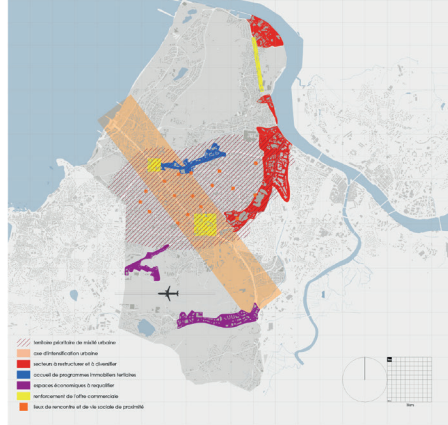 territoire prioritaire de mixité urbaine
axe d'intensification urbaine
secteurs à restructurer et à diversifier
accueil de programmes immobiliers tertiaires
espaces économiques à requalifier
renforcement de l'offre commerciale
lieux de rencontre et de vie sociale de proximité